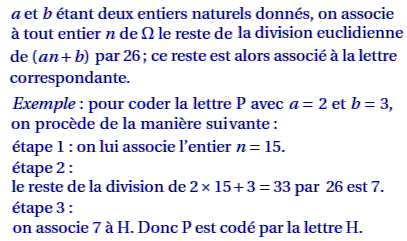 a et b étant deux entiers naturels donnés, on associe
à tout entier n de Ω le reste de la division euclidienne
de (an + b) par 26 ; ce reste est alors associé à la lettre
correspondante.
Exemple : pour coder la lettre P avec a = 2 et b = 3,
on procède de la manière suivante :
étape 1 : on lui associe l'entier n = 15.
étape 2 :
le reste de la division de 2 × 15 + 3 = 33 par 26 est 7.
étape 3 :
on associe 7 à H. Donc P est codé par la lettre H.